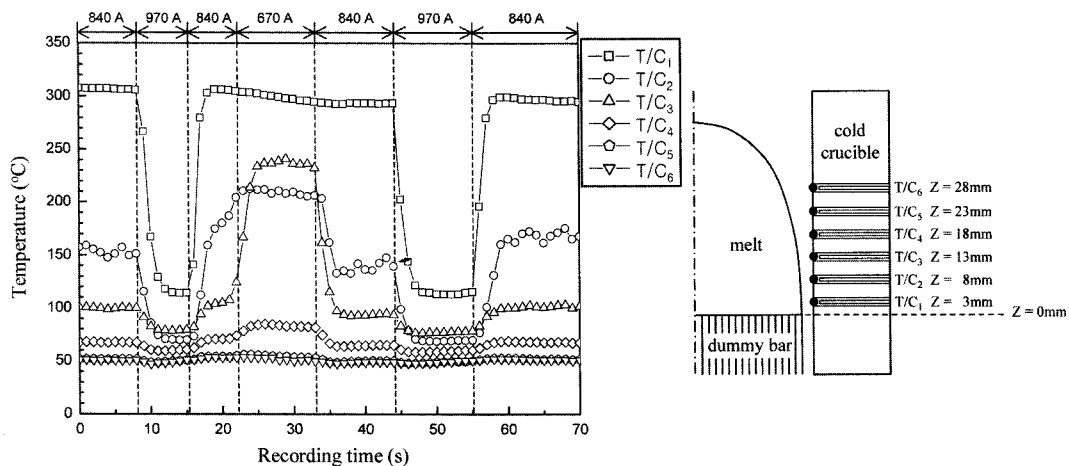 840 A 970 A 840 A 670 A 840 A 970 A 840 A
350
300
250
200
150
100
50
0
Temperature (°C)
0 10 20 30 40 50 60 70
Recording time (s)
T/C1
T/C2
T/C3
T/C4
T/C5
T/C6
cold
crucible
melt
T/C6 Z = 28mm
T/C5 Z = 23mm
T/C4 Z = 18mm
T/C3 Z = 13mm
T/C2 Z = 8mm
T/C1 Z = 3mm
Z = 0mm
dummy bar